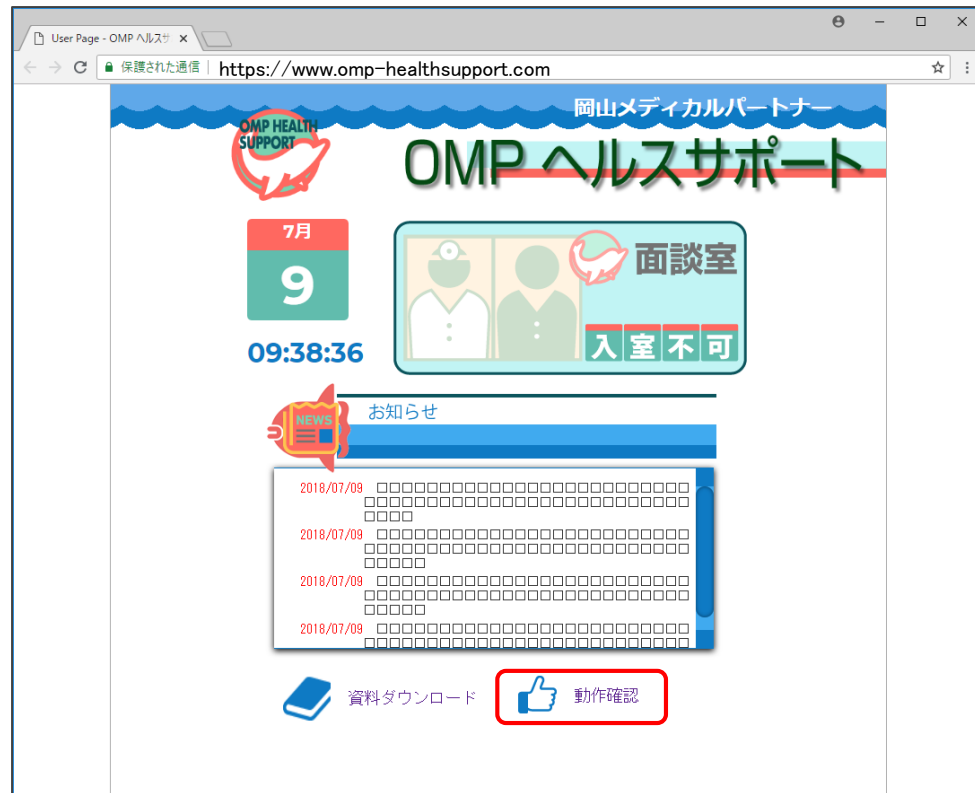 User Page - OMP ヘルスサ
保護された通信
https://www.omp-healthsupport.com
岡山メディカルパートナー
OMP HEALTH
SUPPORT
OMP ヘルスサポート
7月
9
09:38:36
面談室
入室不可
NEWS
お知らせ
2018/07/09 □□□□□□□□□□□□□□□□□□□□□□□□□
□□□□□□□□□□□□□□□□□□□□□□□□□□
□□□□
2018/07/09 □□□□□□□□□□□□□□□□□□□□□□□□□
□□□□□□□□□□□□□□□□□□□□□□□□□□
□□□□□
2018/07/09 □□□□□□□□□□□□□□□□□□□□□□□□□
□□□□□□□□□□□□□□□□□□□□□□□□□□
□□□□□
2018/07/09 □□□□□□□□□□□□□□□□□□□□□□□□□
□□□□□□□□□□□□□□□□□□□□□□□□□□
資料ダウンロード
動作確認